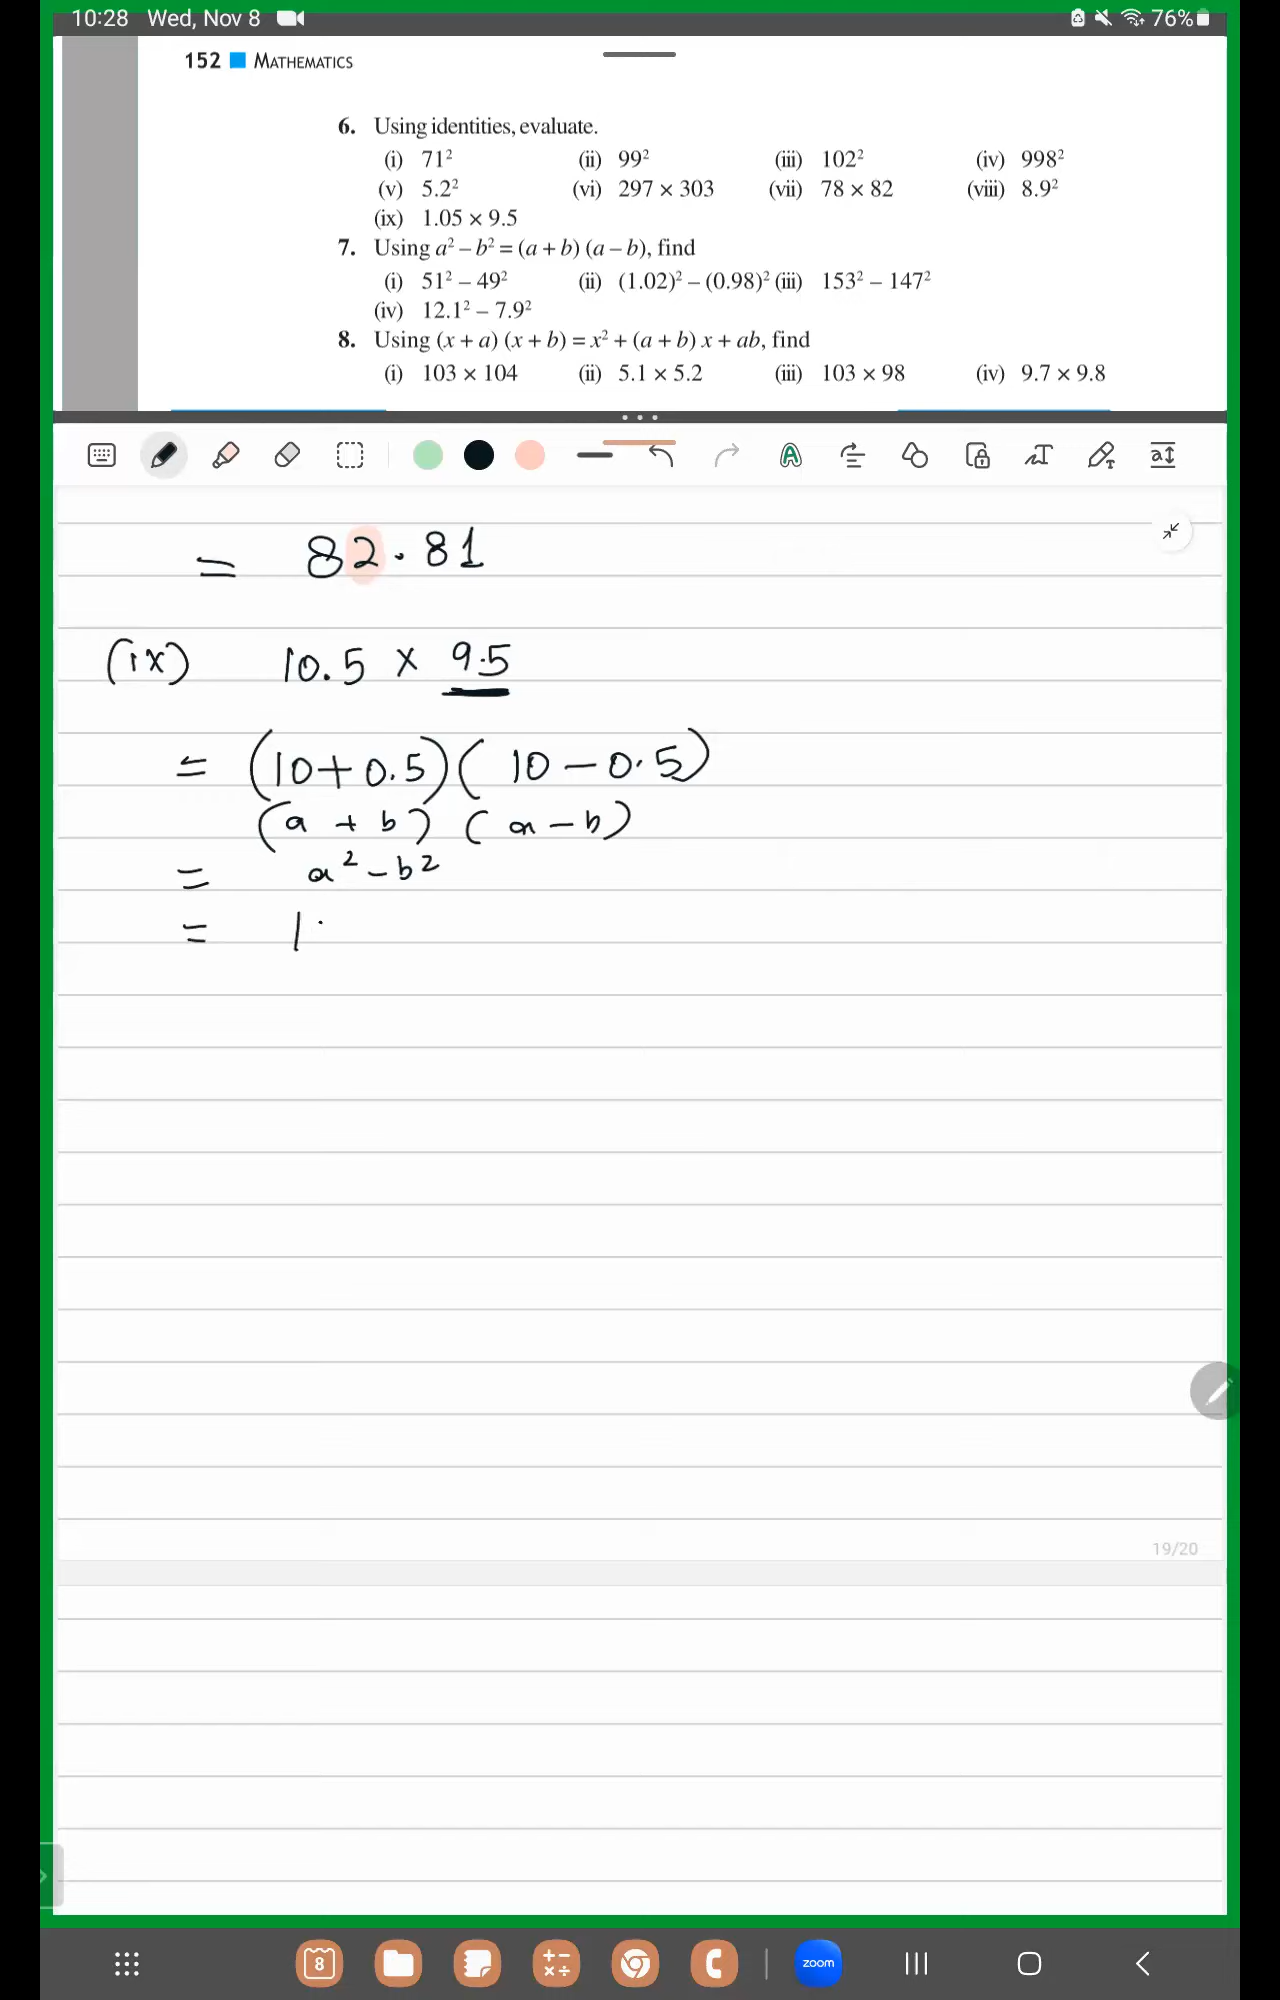 10:28 Wed, Nov 8 76%
152 MATHEMATICS
6. Using identities, evaluate.
(i) 71² (ii) 99² (iii) 102² (iv) 998²
(v) 5.2² (vi) 297 × 303 (vii) 78 × 82 (viii) 8.9²
(ix) 1.05 × 9.5
7. Using a² – b² = (a + b) (a – b), find
(i) 51² – 49² (ii) (1.02)² – (0.98)² (iii) 153² – 147²
(iv) 12.1² – 7.9²
8. Using (x + a) (x + b) = x² + (a + b) x + ab, find
(i) 103 × 104 (ii) 5.1 × 5.2 (iii) 103 × 98 (iv) 9.7 × 9.8
= 82.81
(ix) 10.5 × 9.5
= (10+0.5)( 10 – 0.5)
(a + b) ( a – b)
= a² – b²
= 1
19/20
8 zoom